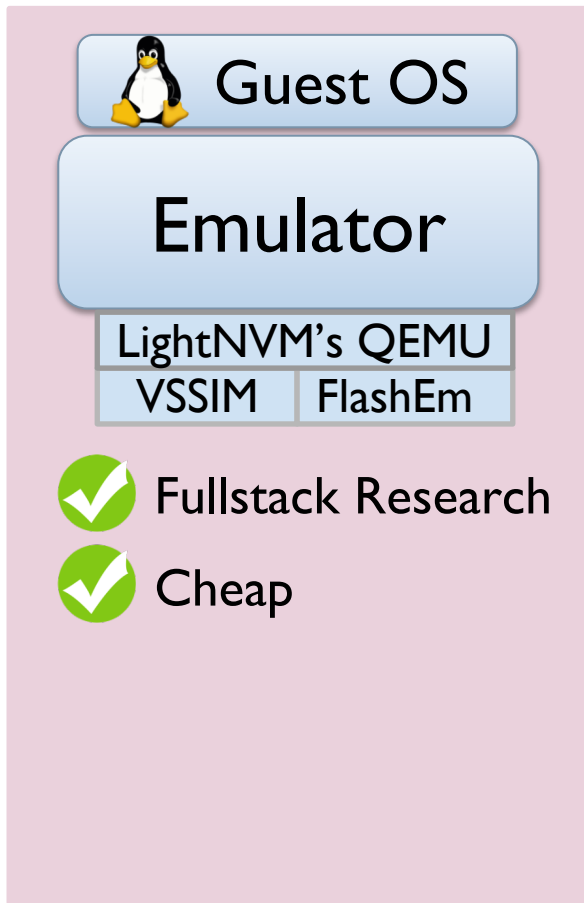 Guest OS
Emulator
LightNVM's QEMU
VSSIM FlashEm
Fullstack Research
Cheap